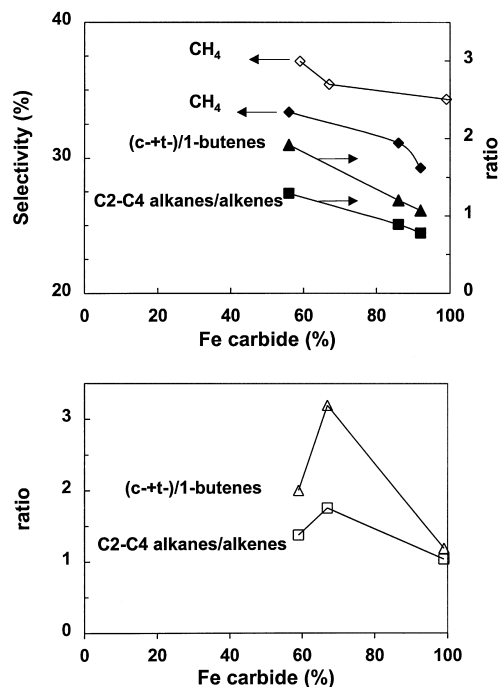 40
CH4
3
CH4
(c-+t-)/1-butenes
2
30
C2-C4 alkanes/alkenes
1
20
0
0 20 40 60 80 100
Fe carbide (%)
Selectivity (%)
ratio
3
(c-+t-)/1-butenes
2
C2-C4 alkanes/alkenes
1
0
0 20 40 60 80 100
Fe carbide (%)
ratio